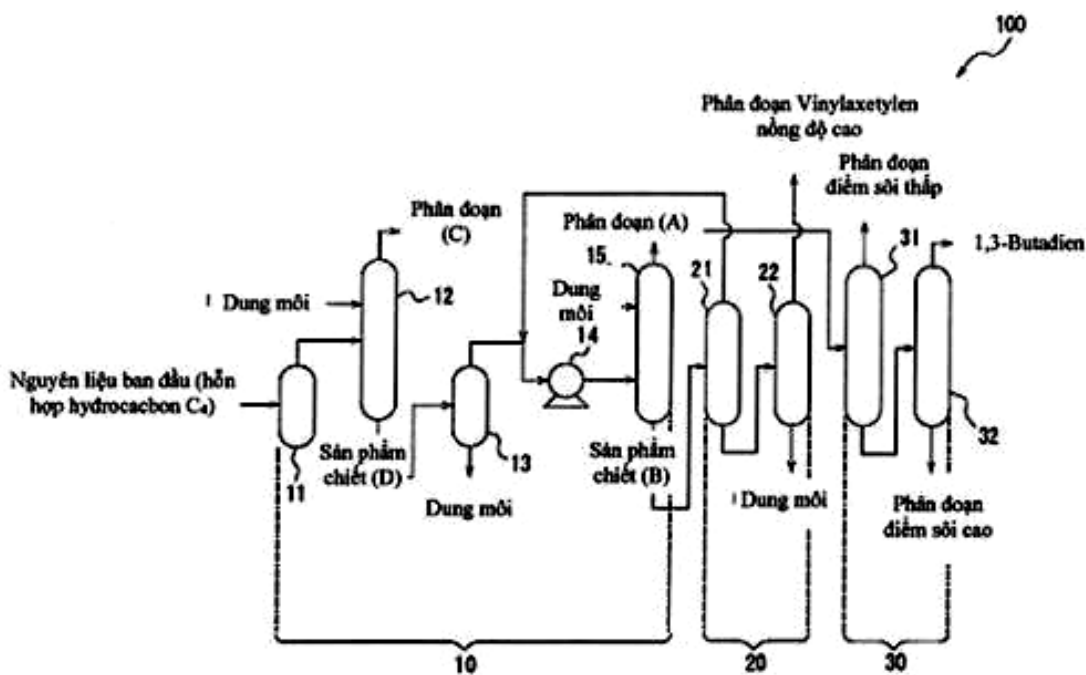 100
Phân đoạn Vinylaxetylen
nồng độ cao
Phân đoạn
điểm sôi thấp
Phân đoạn
(C)
Phân đoạn (A)
31
1,3-Butađien
15
21
22
Dung môi
12
Dung môi
14
Nguyên liệu ban đầu (hỗn
hợp hydrocacbon C₄)
11
Sản phẩm
chiết (D)
13
Sản phẩm
chiết (B)
32
Dung môi
Dung môi
Phân đoạn
điểm sôi cao
10
20
30